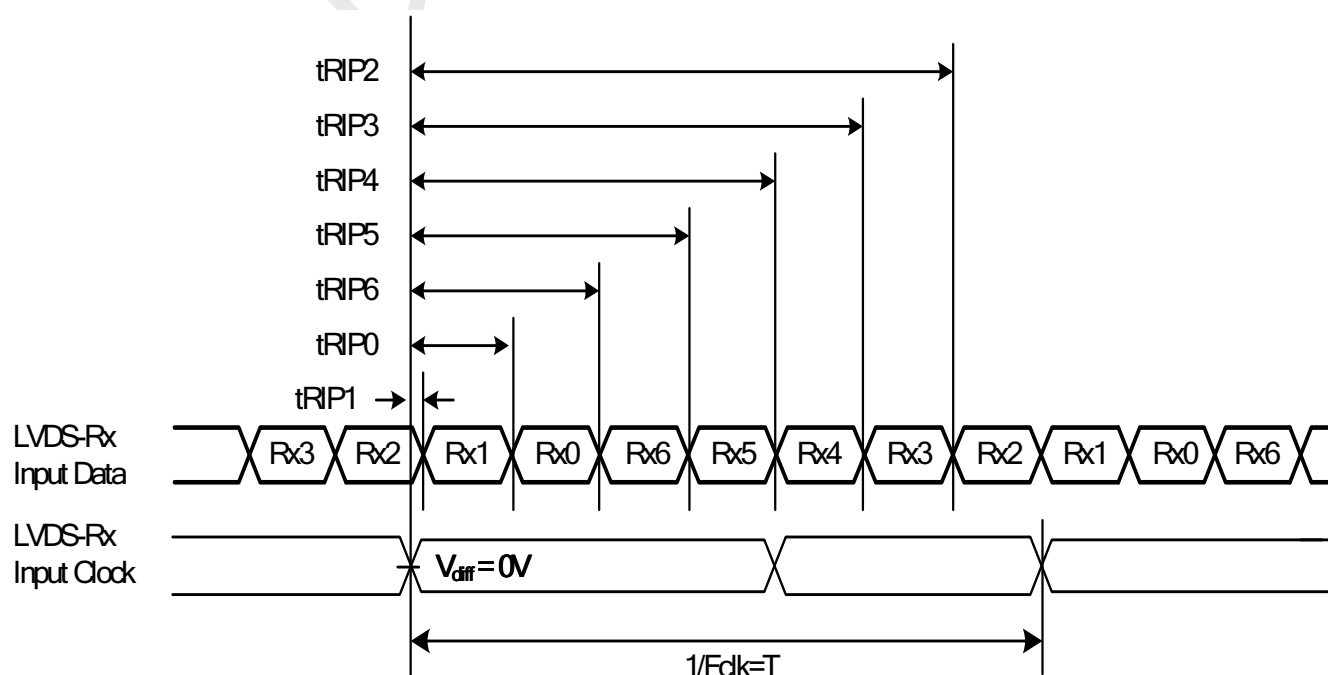 tRIP2
tRIP3
tRIP4
tRIP5
tRIP6
tRIP0
tRIP1
LVDS-Rx
Input Data
Rx3 Rx2 Rx1 Rx0 Rx6 Rx5 Rx4 Rx3 Rx2 Rx1 Rx0 Rx6
LVDS-Rx
Input Clock
Vdiff = 0V
1/Fclk=T